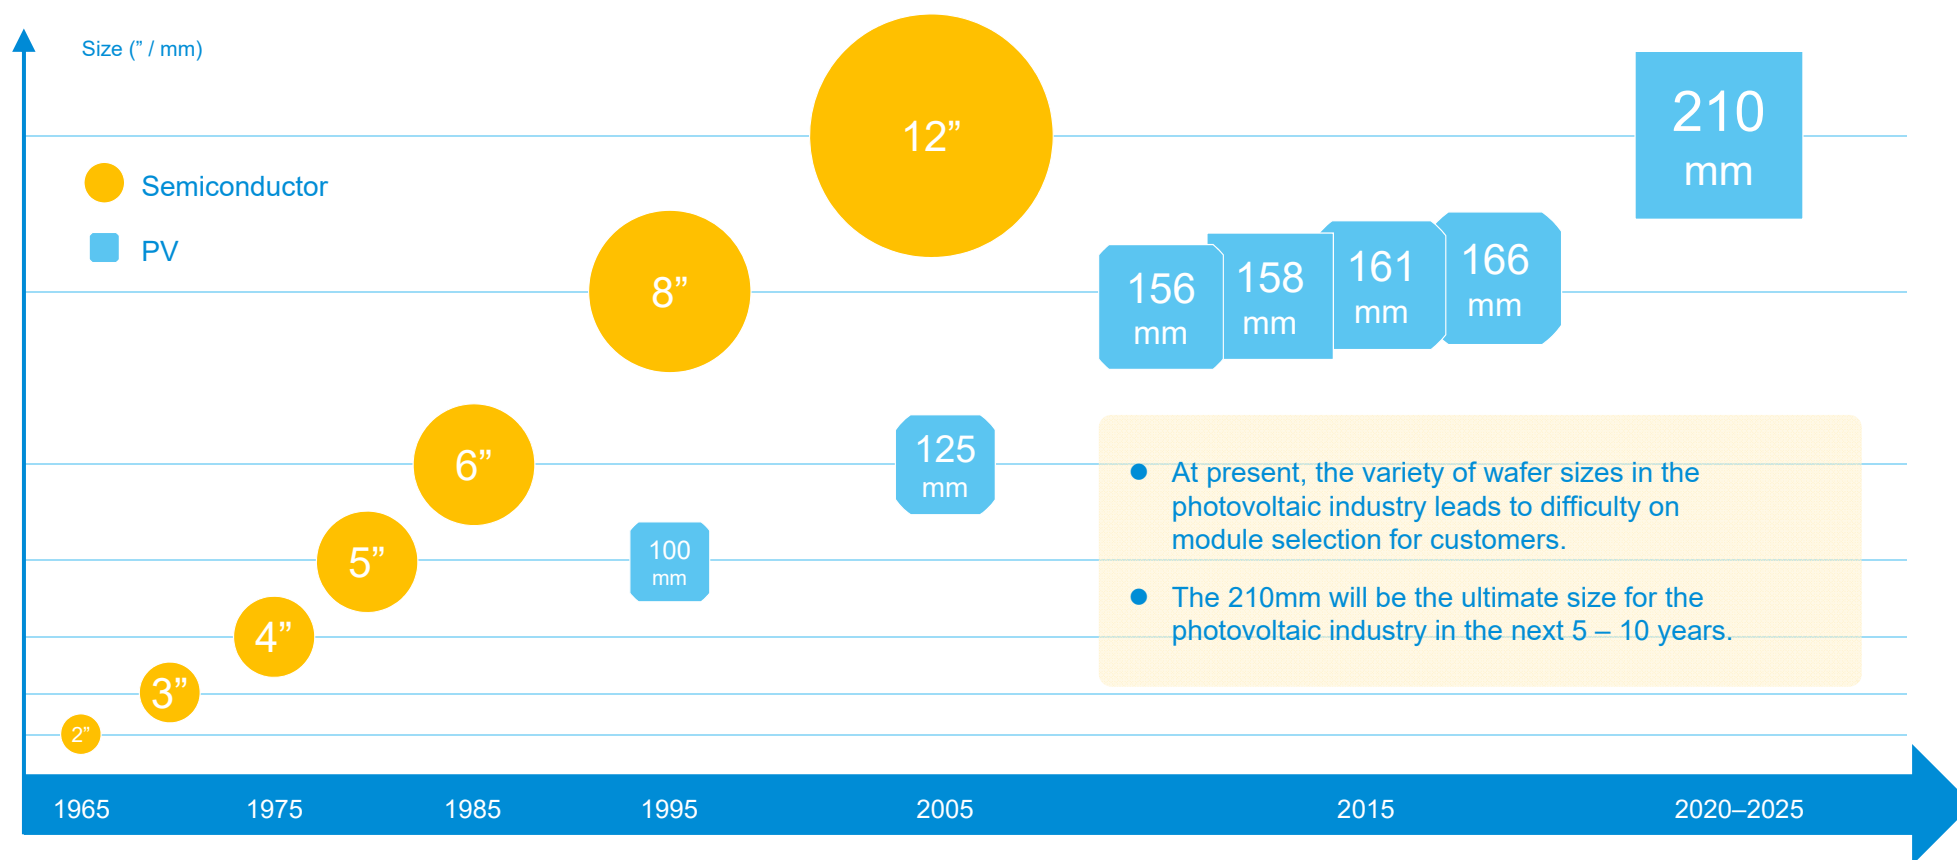 Size (” / mm)
Semiconductor
PV
12”
210
mm
8”
156
mm
158
mm
161
mm
166
mm
6”
125
mm
5”
100
mm
4”
3”
2”
At present, the variety of wafer sizes in the
photovoltaic industry leads to difficulty on
module selection for customers.
The 210mm will be the ultimate size for the
photovoltaic industry in the next 5 – 10 years.
1965
1975
1985
1995
2005
2015
2020–2025